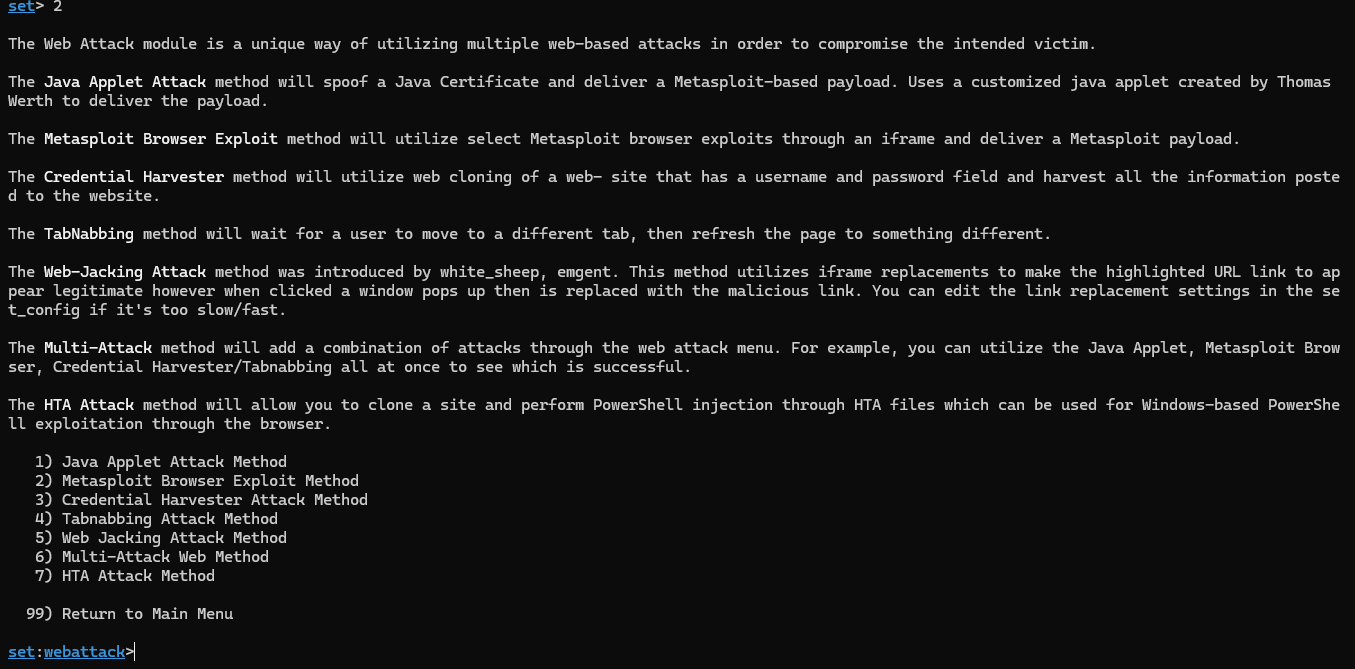 set> 2
The Web Attack module is a unique way of utilizing multiple web-based attacks in order to compromise the intended victim.
The Java Applet Attack method will spoof a Java Certificate and deliver a Metasploit-based payload. Uses a customized java applet created by Thomas
Werth to deliver the payload.
The Metasploit Browser Exploit method will utilize select Metasploit browser exploits through an iframe and deliver a Metasploit payload.
The Credential Harvester method will utilize web cloning of a web- site that has a username and password field and harvest all the information poste
d to the website.
The TabNabbing method will wait for a user to move to a different tab, then refresh the page to something different.
The Web-Jacking Attack method was introduced by white_sheep, emgent. This method utilizes iframe replacements to make the highlighted URL link to ap
pear legitimate however when clicked a window pops up then is replaced with the malicious link. You can edit the link replacement settings in the se
t_config if it's too slow/fast.
The Multi-Attack method will add a combination of attacks through the web attack menu. For example, you can utilize the Java Applet, Metasploit Brow
ser, Credential Harvester/Tabnabbing all at once to see which is successful.
The HTA Attack method will allow you to clone a site and perform PowerShell injection through HTA files which can be used for Windows-based PowerShe
ll exploitation through the browser.
1) Java Applet Attack Method
2) Metasploit Browser Exploit Method
3) Credential Harvester Attack Method
4) Tabnabbing Attack Method
5) Web Jacking Attack Method
6) Multi-Attack Web Method
7) HTA Attack Method
99) Return to Main Menu
set:webattack>